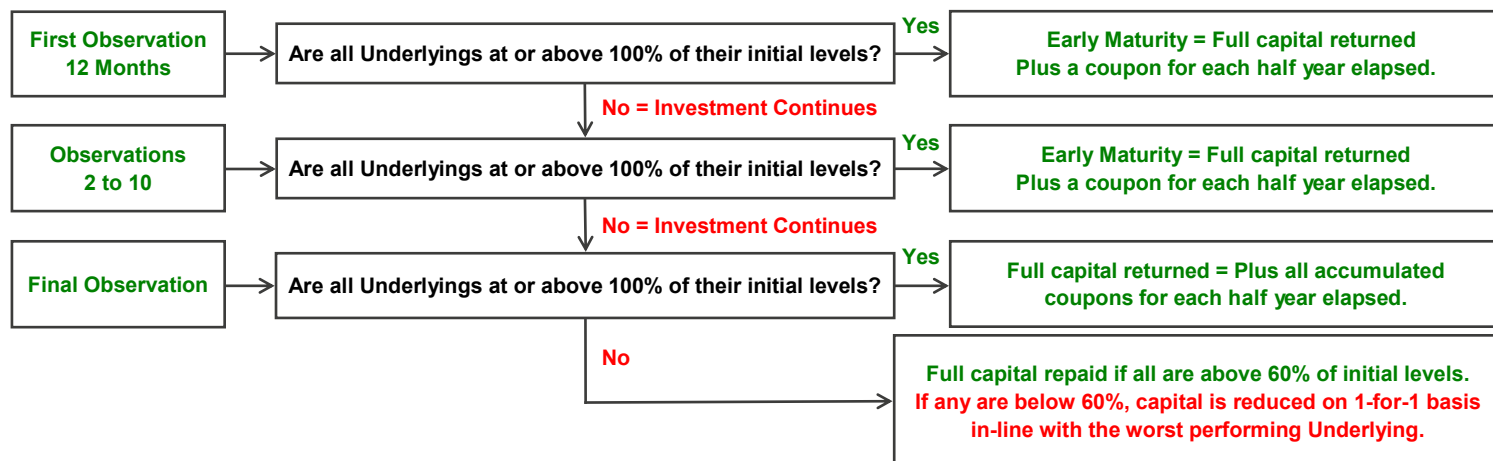 First Observation
12 Months
Are all Underlyings at or above 100% of their initial levels?
Yes
Early Maturity = Full capital returned
Plus a coupon for each half year elapsed.
No = Investment Continues
Observations
2 to 10
Are all Underlyings at or above 100% of their initial levels?
Yes
Early Maturity = Full capital returned
Plus a coupon for each half year elapsed.
No = Investment Continues
Final Observation
Are all Underlyings at or above 100% of their initial levels?
Yes
Full capital returned = Plus all accumulated
coupons for each half year elapsed.
No
Full capital repaid if all are above 60% of initial levels.
If any are below 60%, capital is reduced on 1-for-1 basis
in-line with the worst performing Underlying.